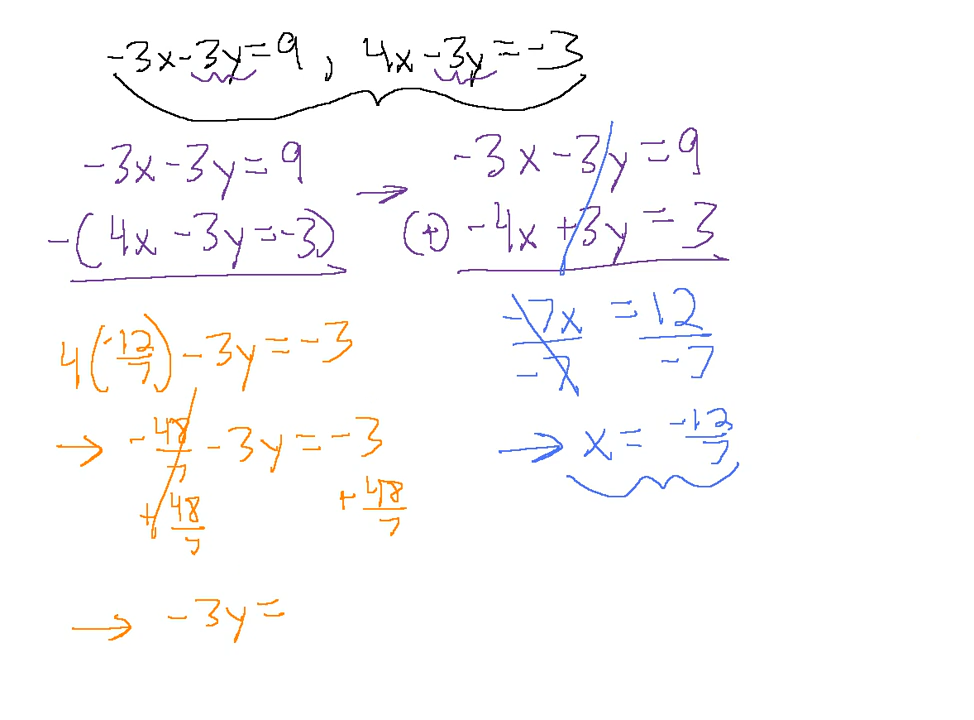 -3x-3y=9, 4x-3y=-3
-3x-3y=9
-(4x-3y=-3)
→ -3x-3y=9
(+) -4x+3y=3
-7x/-7 = 12/-7
→ x = -12/7
4(-12/7)-3y=-3
→ -48/7-3y=-3
+48/7 +48/7
→ -3y=